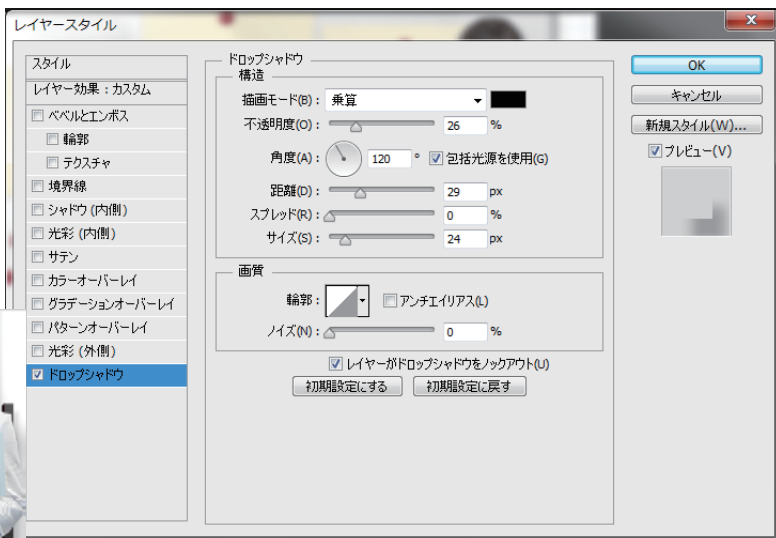 レイヤースタイル
スタイル
レイヤー効果：カスタム
ベベルとエンボス
輪郭
テクスチャ
境界線
シャドウ (内側)
光彩 (内側)
サテン
カラーオーバーレイ
グラデーションオーバーレイ
パターンオーバーレイ
光彩 (外側)
ドロップシャドウ
ドロップシャドウ
構造
描画モード(B)： 乗算
不透明度(O)： 26 %
角度(A)： 120 ° 包括光源を使用(G)
距離(D)： 29 px
スプレッド(R)： 0 %
サイズ(S)： 24 px
画質
輪郭： アンチエイリアス(L)
ノイズ(N)： 0 %
レイヤーがドロップシャドウをノックアウト(U)
初期設定にする 初期設定に戻す
OK
キャンセル
新規スタイル(W)...
プレビュー(V)